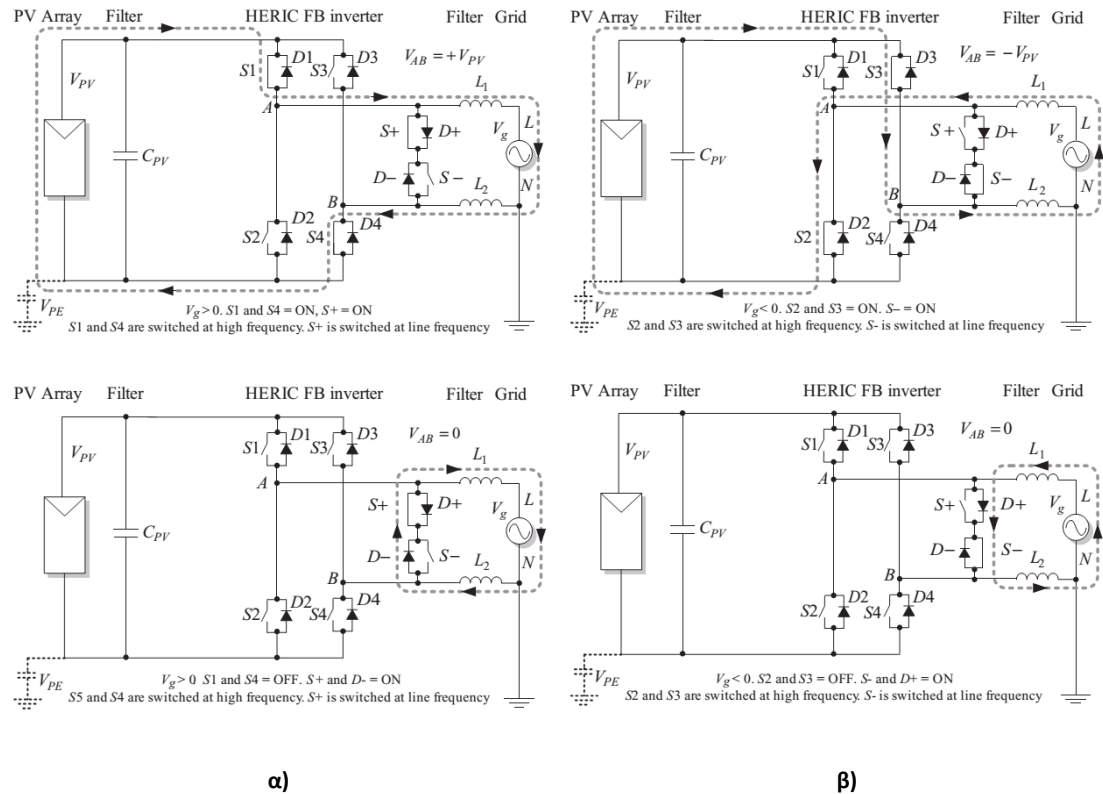 PV Array Filter HERIC FB inverter Filter Grid
V_AB = +V_PV
V_PV
C_PV
S1 D1 S3 D3
A
L_1
S+ D+
V_g
L
D− S−
L_2
N
B
S2 D2 S4 D4
V_PE
V_g > 0. S1 and S4 = ON, S+ = ON
S1 and S4 are switched at high frequency. S+ is switched at line frequency
PV Array Filter HERIC FB inverter Filter Grid
V_AB = −V_PV
V_PV
C_PV
S1 D1 S3 D3
A
L_1
S+ D+
V_g
L
D− S−
L_2
N
B
S2 D2 S4 D4
V_PE
V_g < 0. S2 and S3 = ON. S− = ON
S2 and S3 are switched at high frequency. S- is switched at line frequency
PV Array Filter HERIC FB inverter Filter Grid
V_AB = 0
V_PV
C_PV
S1 D1 S3 D3
A
L_1
S+ D+
V_g
L
D− S−
L_2
N
B
S2 D2 S4 D4
V_PE
V_g > 0 S1 and S4 = OFF. S+ and D- = ON
S5 and S4 are switched at high frequency. S+ is switched at line frequency
PV Array Filter HERIC FB inverter Filter Grid
V_AB = 0
V_PV
C_PV
S1 D1 S3 D3
A
L_1
S+ D+
V_g
L
D− S−
L_2
N
B
S2 D2 S4 D4
V_PE
V_g < 0. S2 and S3 = OFF. S- and D+ = ON
S2 and S3 are switched at high frequency. S- is switched at line frequency
α) β)